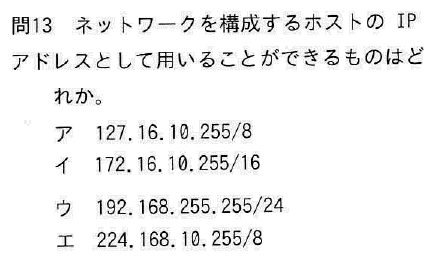 問13 ネットワークを構成するホストの IP
アドレスとして用いることができるものはど
れか。
ア 127.16.10.255/8
イ 172.16.10.255/16
ウ 192.168.255.255/24
エ 224.168.10.255/8